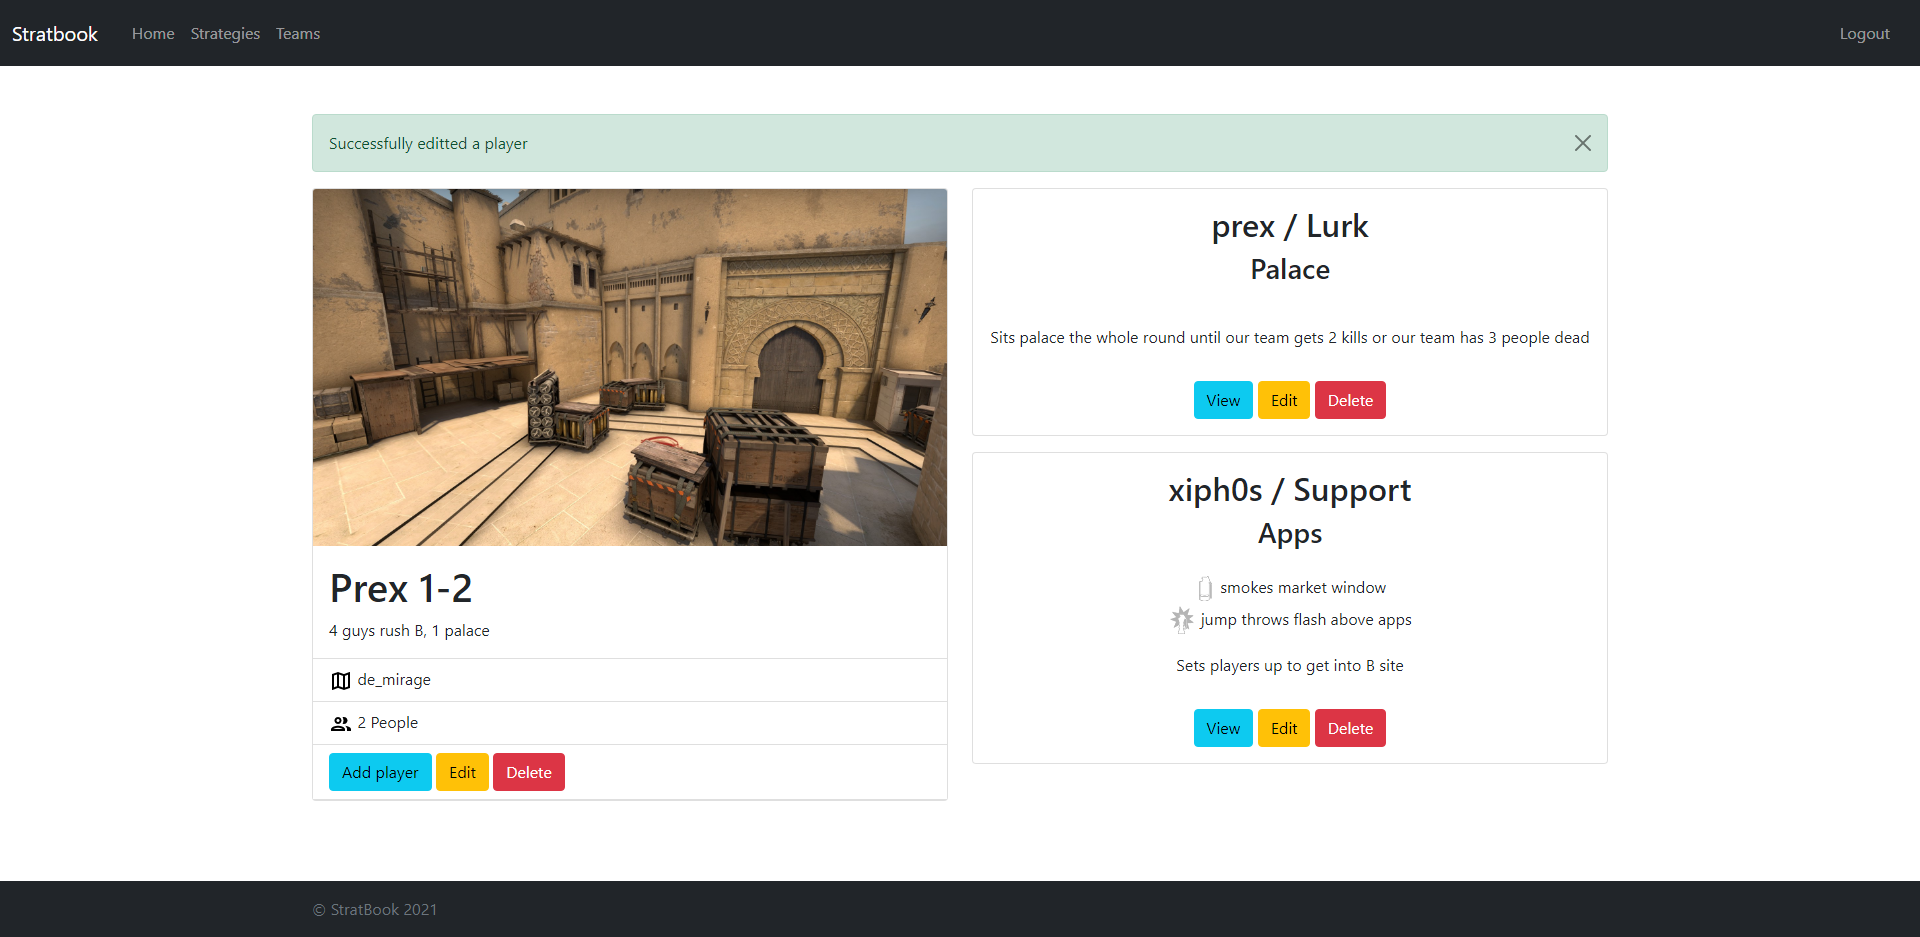 Stratbook
Home Strategies Teams
Logout
Successfully editted a player
Prex 1-2
4 guys rush B, 1 palace
de_mirage
2 People
Add player Edit Delete
prex / Lurk
Palace
Sits palace the whole round until our team gets 2 kills or our team has 3 people dead
View Edit Delete
xiph0s / Support
Apps
smokes market window
jump throws flash above apps
Sets players up to get into B site
View Edit Delete
© StratBook 2021